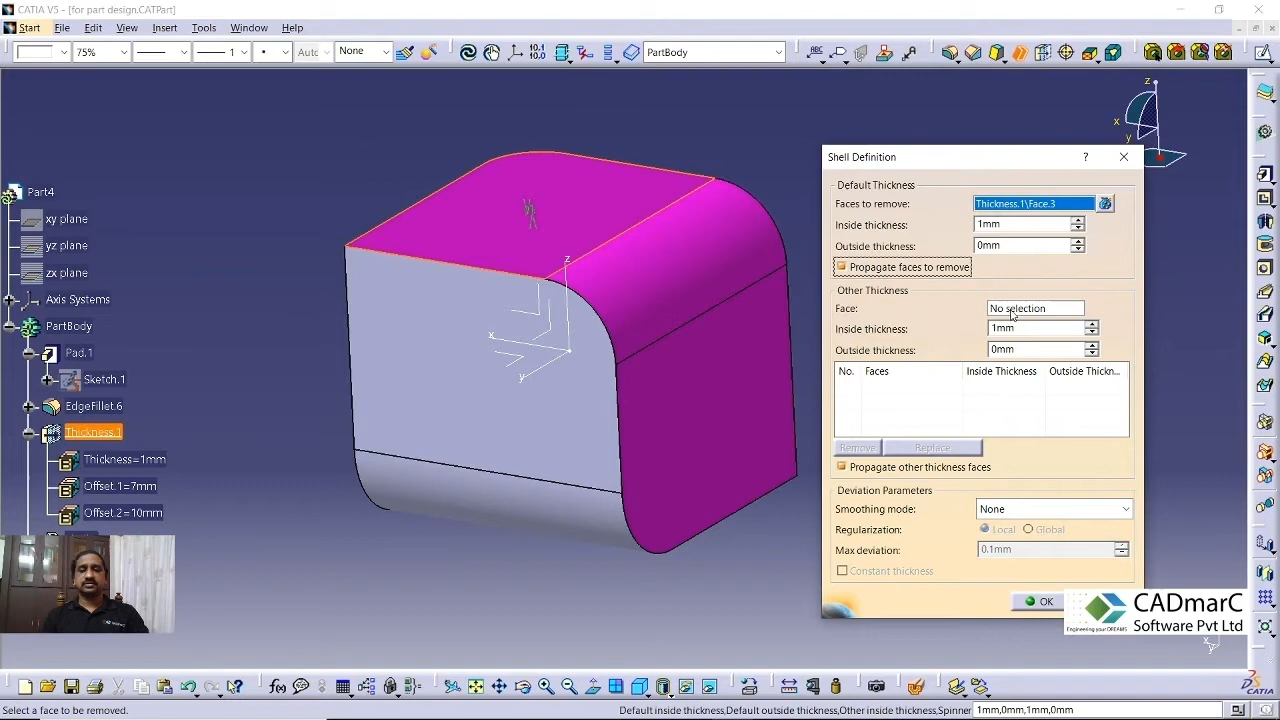 CATIA V5 - [for part design.CATPart]
Start File Edit View Insert Tools Window Help
75% 1 Auto None PartBody
Part4
xy plane
yz plane
zx plane
Axis Systems
PartBody
Pad.1
Sketch.1
EdgeFillet.6
Thickness.1
Thickness=1mm
Offset.1=7mm
Offset.2=10mm
z
x
y
z
x
y
Shell Definition
? 
Default Thickness
Faces to remove: Thickness.1\Face.3
Inside thickness: 1mm
Outside thickness: 0mm
Propagate faces to remove
Other Thickness
Face: No selection
Inside thickness: 1mm
Outside thickness: 0mm
No. Faces Inside Thickness Outside Thickn...
Remove Replace
Propagate other thickness faces
Deviation Parameters
Smoothing mode: None
Regularization: Local Global
Max deviation: 0.1mm
Constant thickness
OK
CADmarC
Software Pvt Ltd
Engineering your DREAMS
CATIA
Select a face to be removed. Default inside thickness,Default outside thickness,Other inside thickness,Spinner 1mm,0mm,1mm,0mm